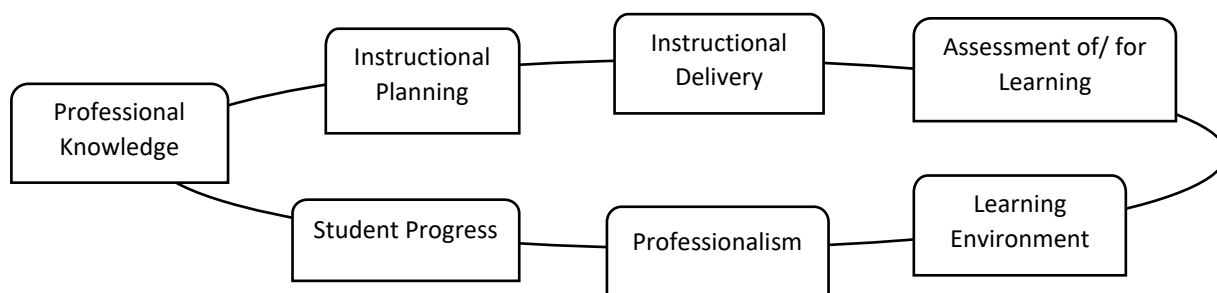 Professional
Knowledge
Instructional
Planning
Instructional
Delivery
Assessment of/ for
Learning
Learning
Environment
Professionalism
Student Progress